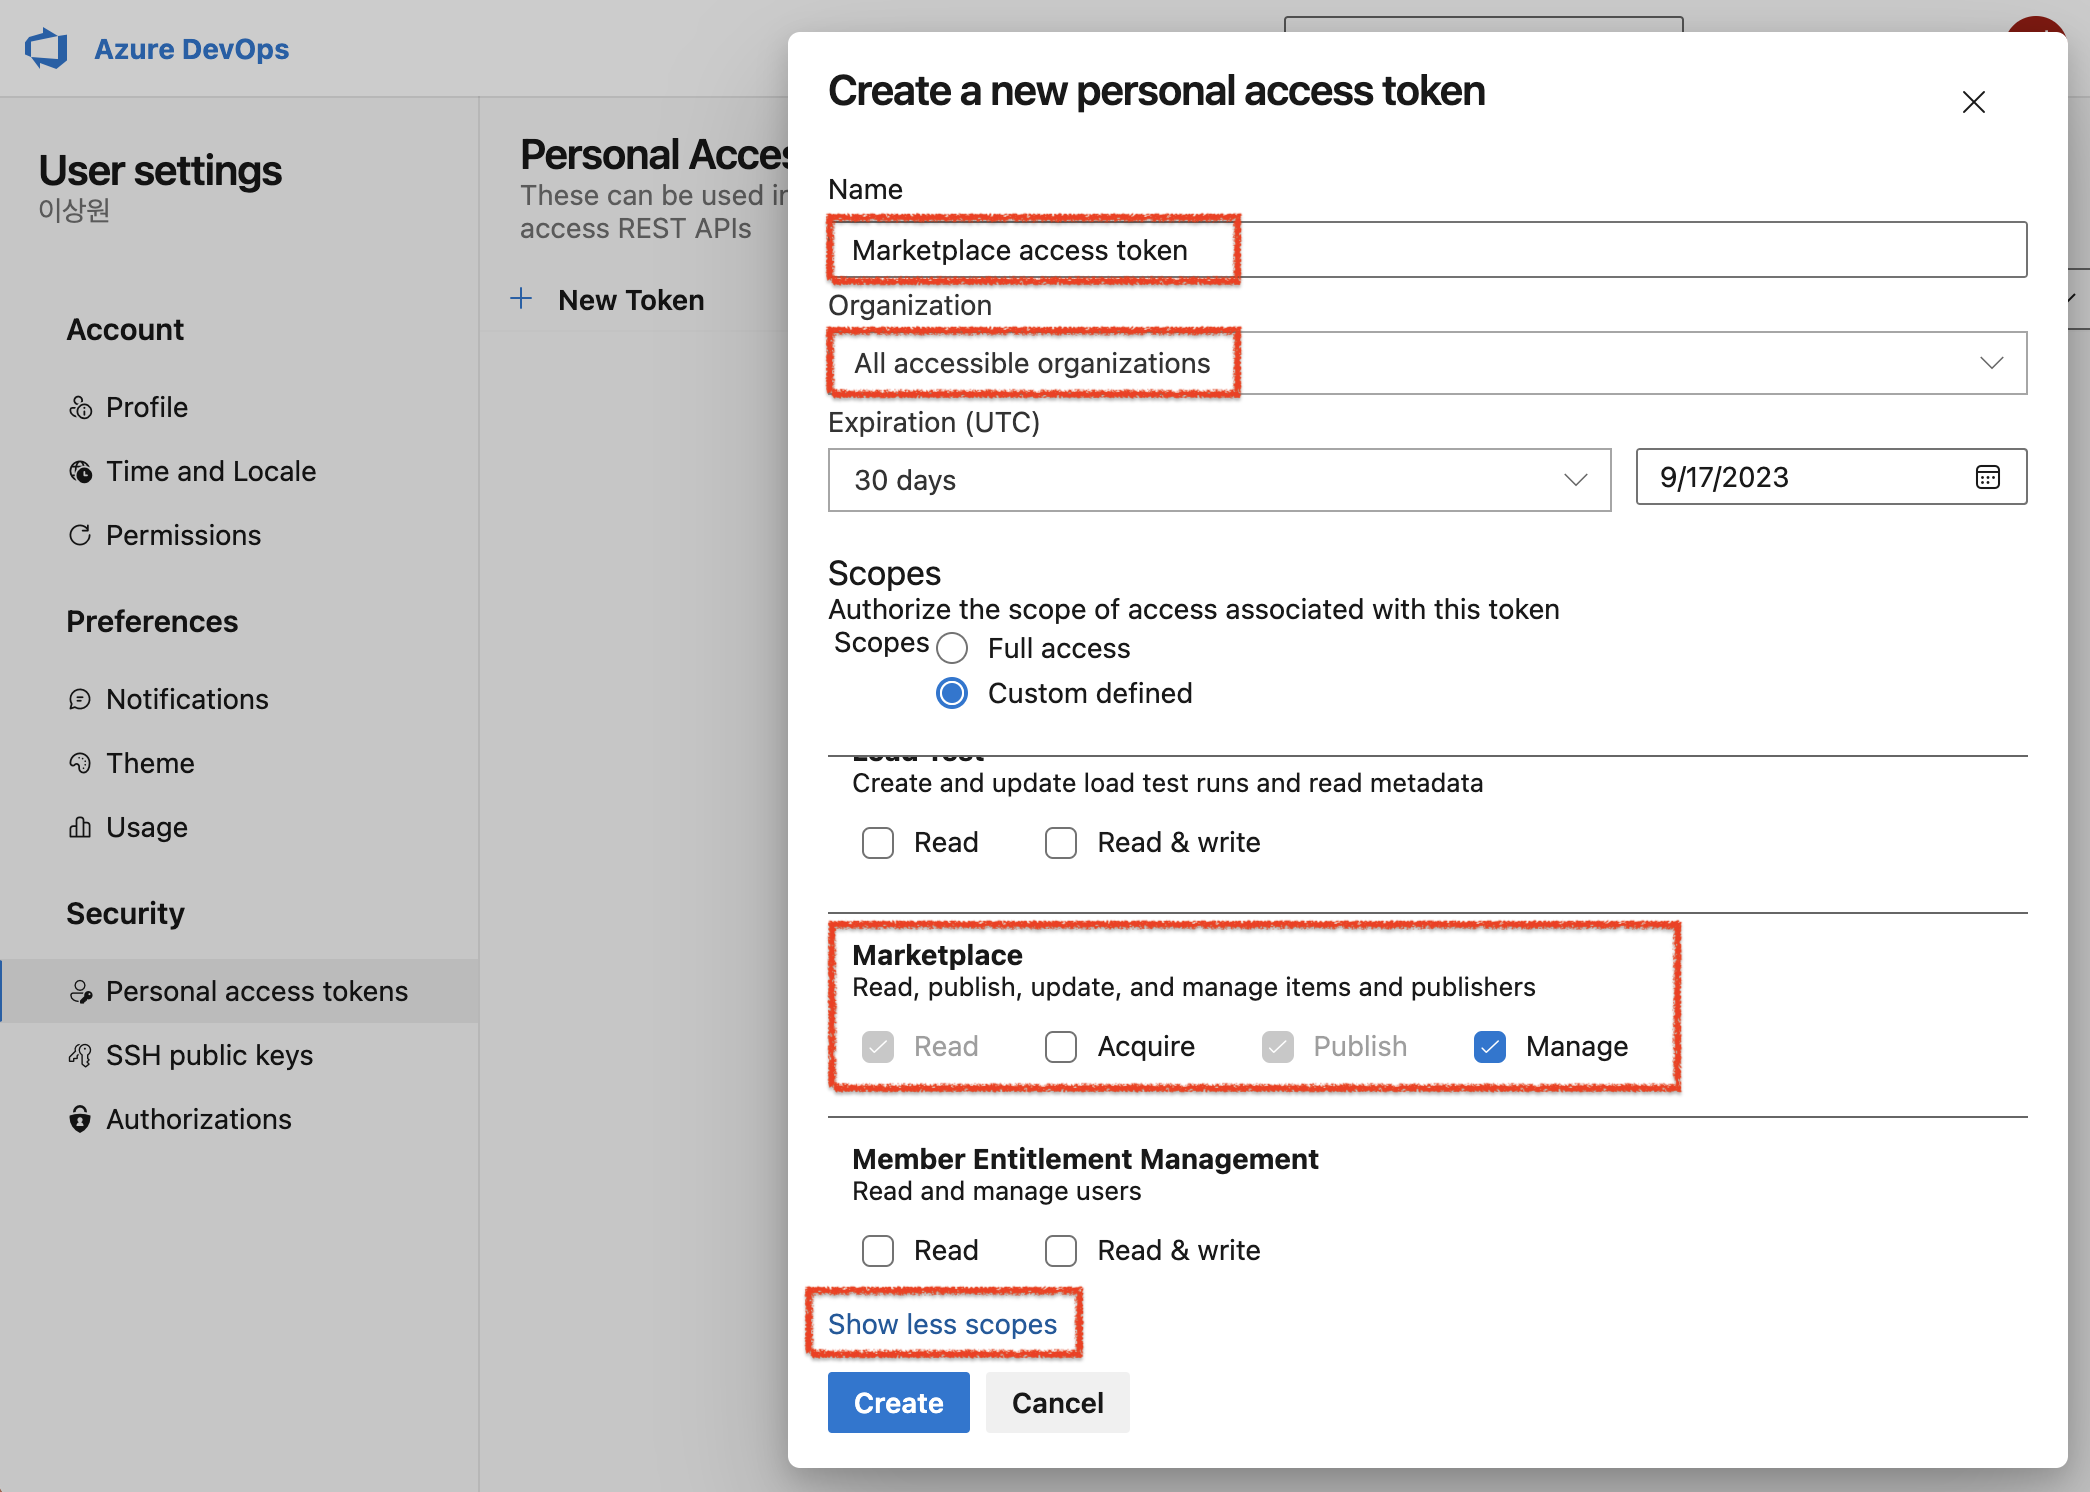 Azure DevOps
User settings
이상원
Account
Profile
Time and Locale
Permissions
Preferences
Notifications
Theme
Usage
Security
Personal access tokens
SSH public keys
Authorizations
Personal Acces
These can be used in
access REST APIs
New Token
Create a new personal access token
Name
Marketplace access token
Organization
All accessible organizations
Expiration (UTC)
30 days
9/17/2023
Scopes
Authorize the scope of access associated with this token
Scopes
Full access
Custom defined
Load Test
Create and update load test runs and read metadata
Read Read & write
Marketplace
Read, publish, update, and manage items and publishers
Read Acquire Publish Manage
Member Entitlement Management
Read and manage users
Read Read & write
Show less scopes
Create Cancel